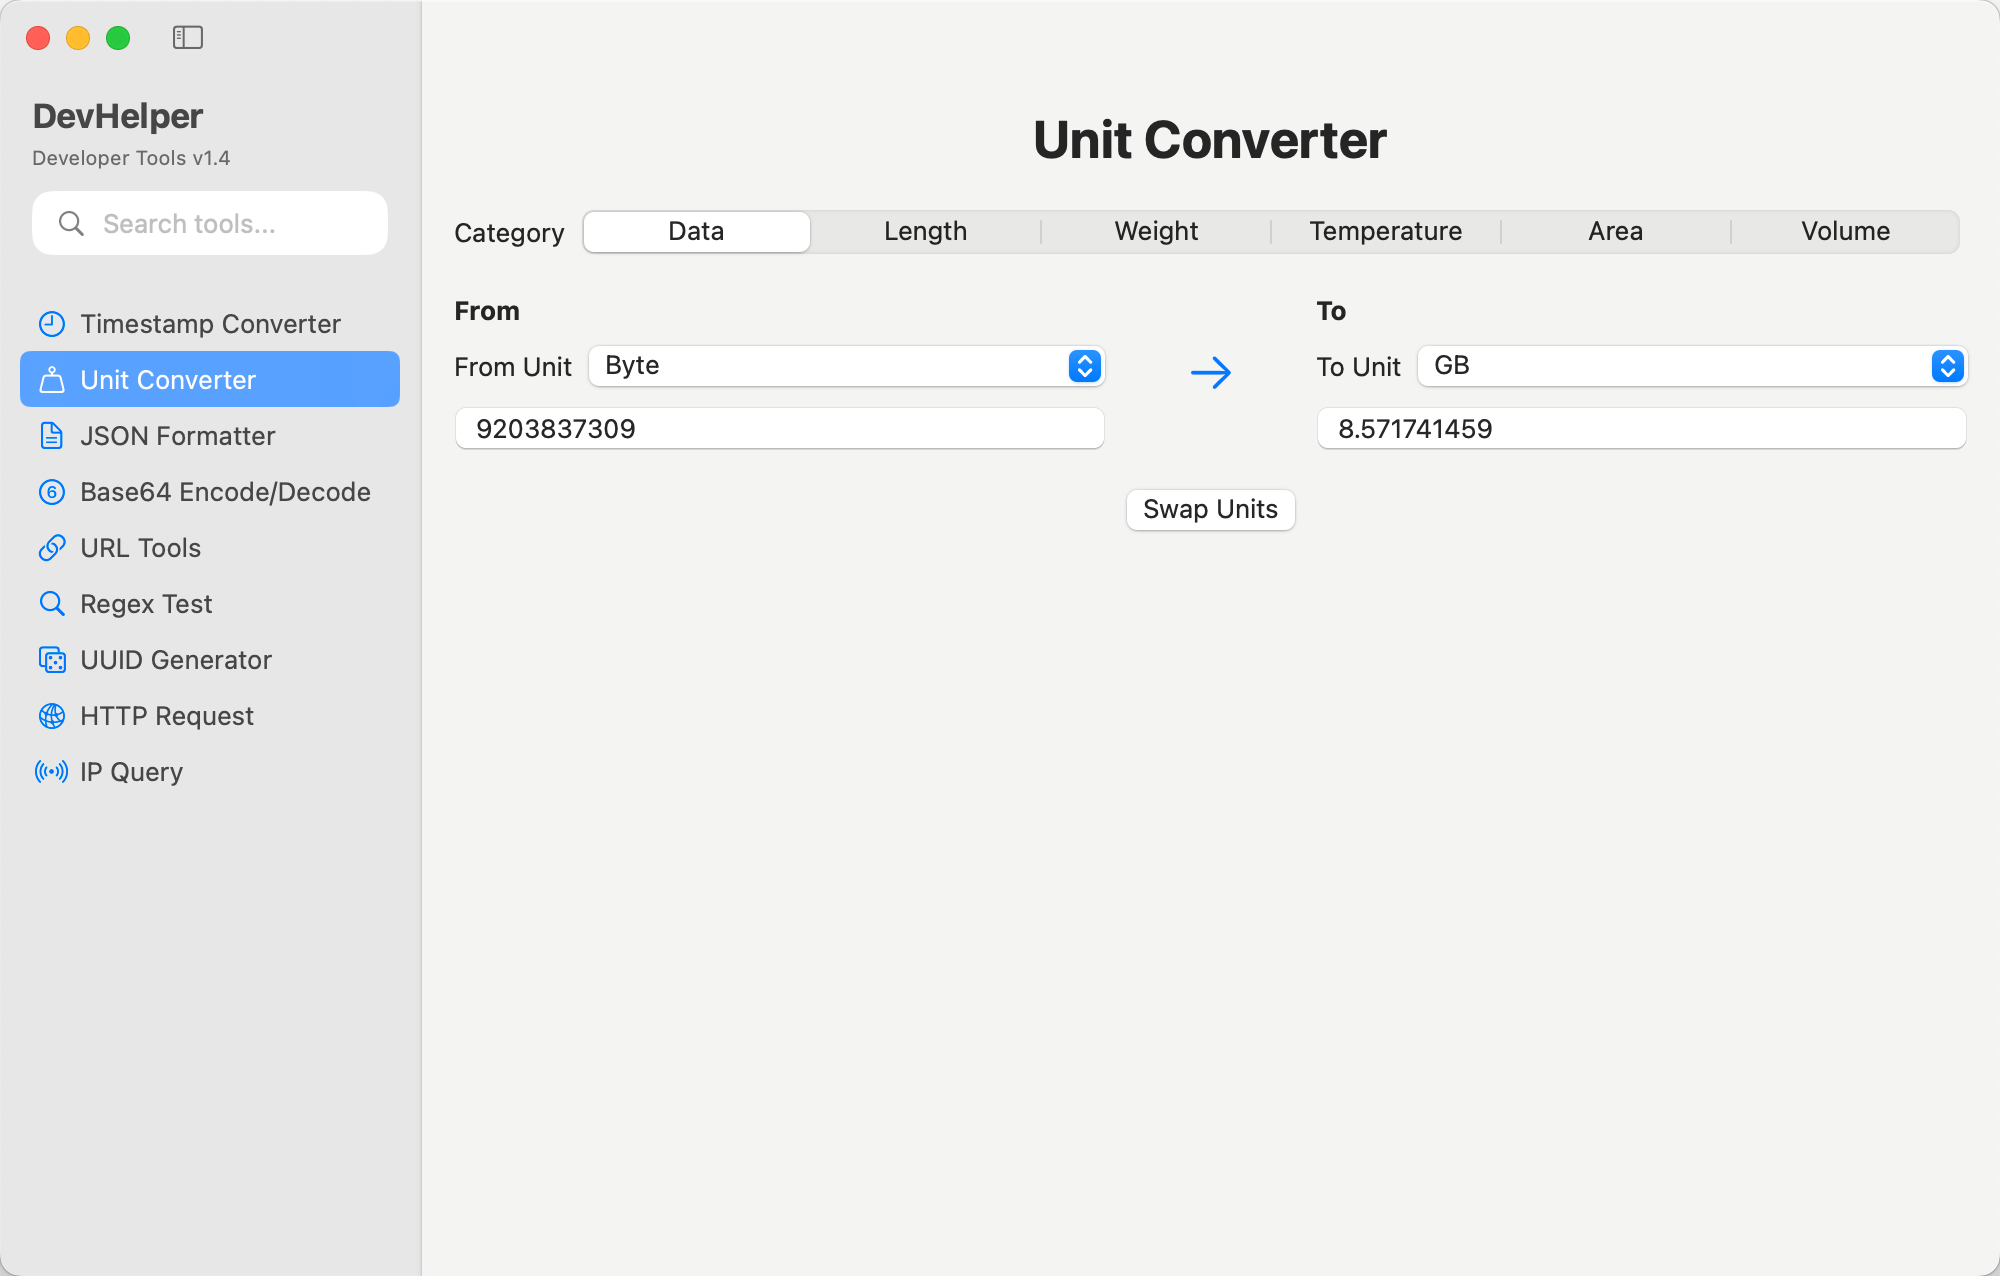 DevHelper
Developer Tools v1.4
Search tools...
Timestamp Converter
Unit Converter
JSON Formatter
6 Base64 Encode/Decode
URL Tools
Regex Test
UUID Generator
HTTP Request
IP Query
Unit Converter
Category Data Length Weight Temperature Area Volume
From To
From Unit Byte To Unit GB
9203837309 8.571741459
Swap Units